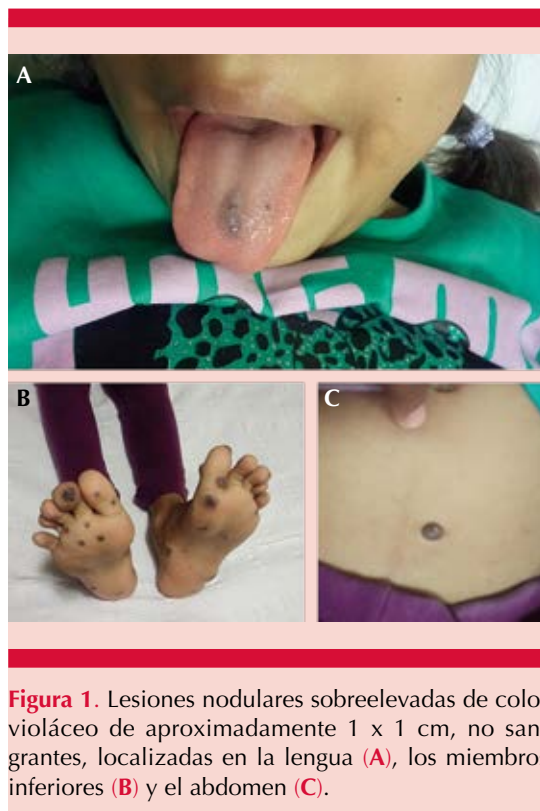 A
B
C
Figura 1. Lesiones nodulares sobreelevadas de colo
violáceo de aproximadamente 1 x 1 cm, no san
grantes, localizadas en la lengua (A), los miembro
inferiores (B) y el abdomen (C).